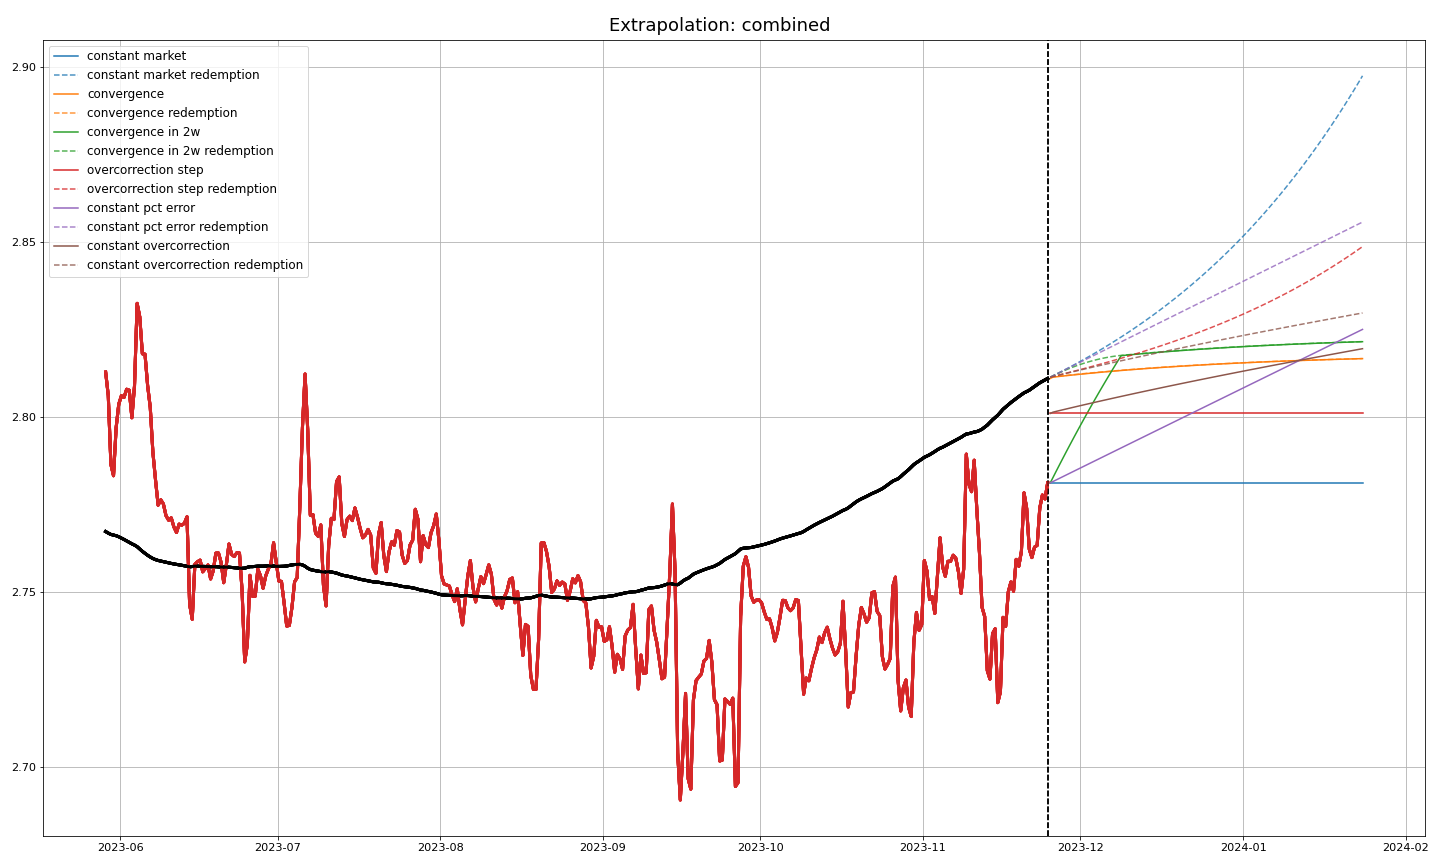 Extrapolation: combined
constant market
constant market redemption
convergence
convergence redemption
convergence in 2w
convergence in 2w redemption
overcorrection step
overcorrection step redemption
constant pct error
constant pct error redemption
constant overcorrection
constant overcorrection redemption
2.90
2.85
2.80
2.75
2.70
2023-06
2023-07
2023-08
2023-09
2023-10
2023-11
2023-12
2024-01
2024-02